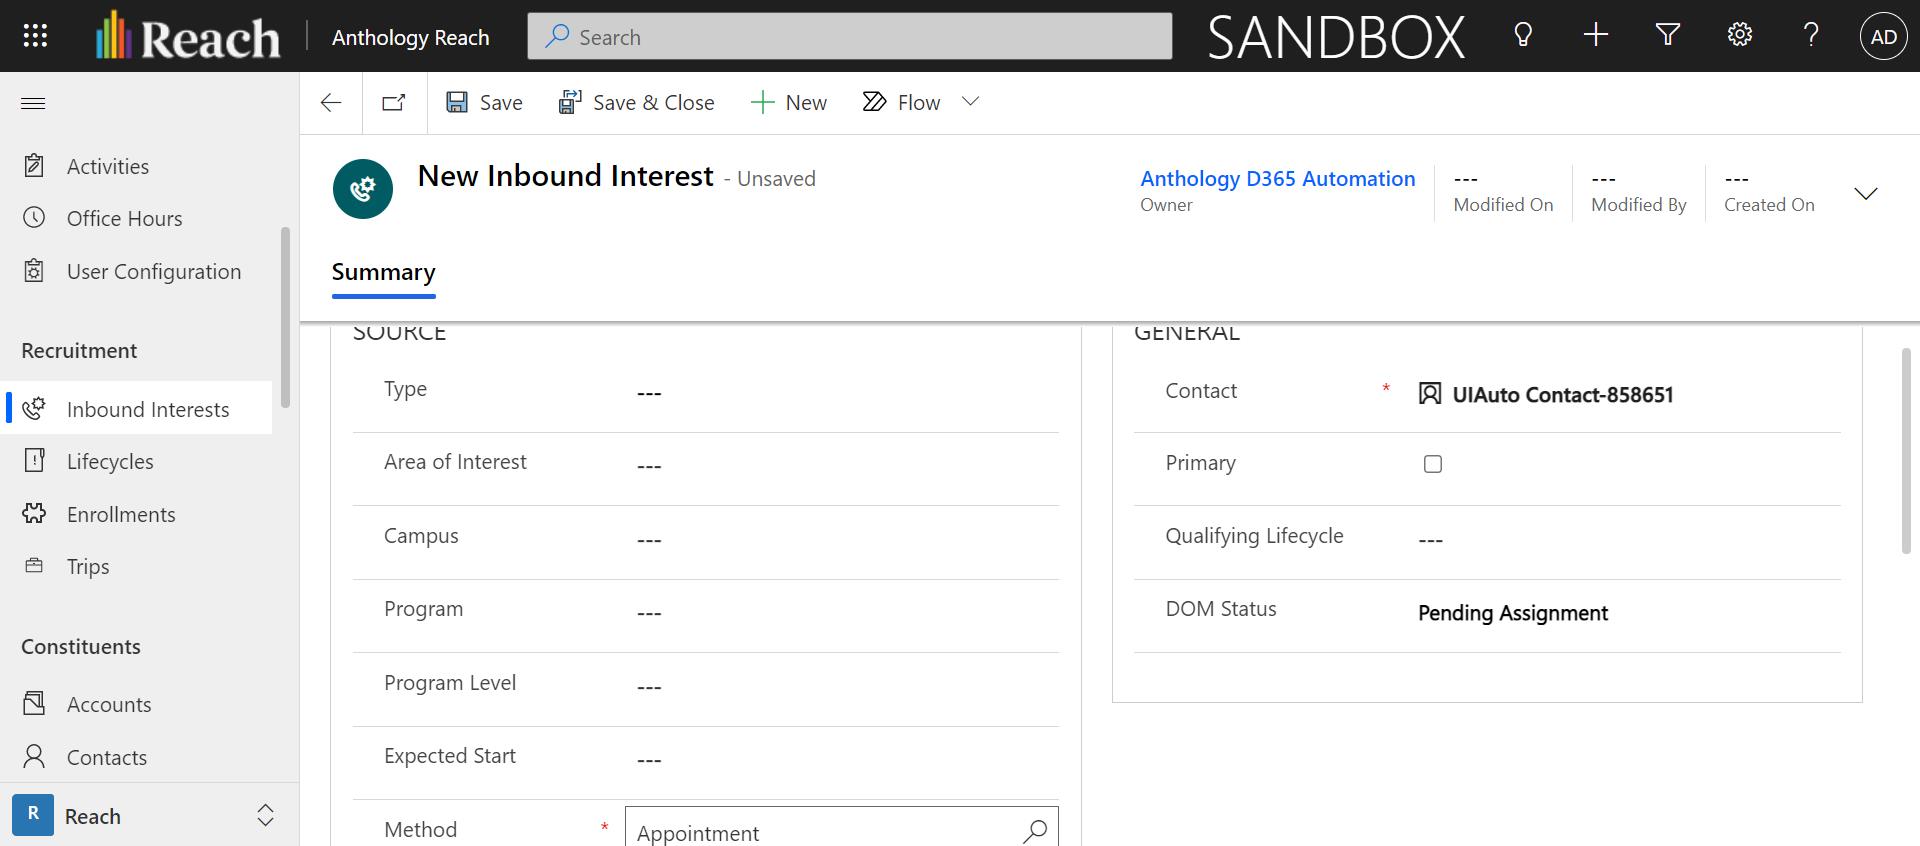 Reach
Anthology Reach
Search
SANDBOX
AD
Save
Save & Close
New
Flow
Activities
Office Hours
User Configuration
Recruitment
Inbound Interests
Lifecycles
Enrollments
Trips
Constituents
Accounts
Contacts
R
Reach
New Inbound Interest - Unsaved
Anthology D365 Automation
Owner
---
Modified On
---
Modified By
---
Created On
Summary
SOURCE
Type ---
Area of Interest ---
Campus ---
Program ---
Program Level ---
Expected Start ---
Method * Appointment
GENERAL
Contact * UIAuto Contact-858651
Primary
Qualifying Lifecycle ---
DOM Status Pending Assignment